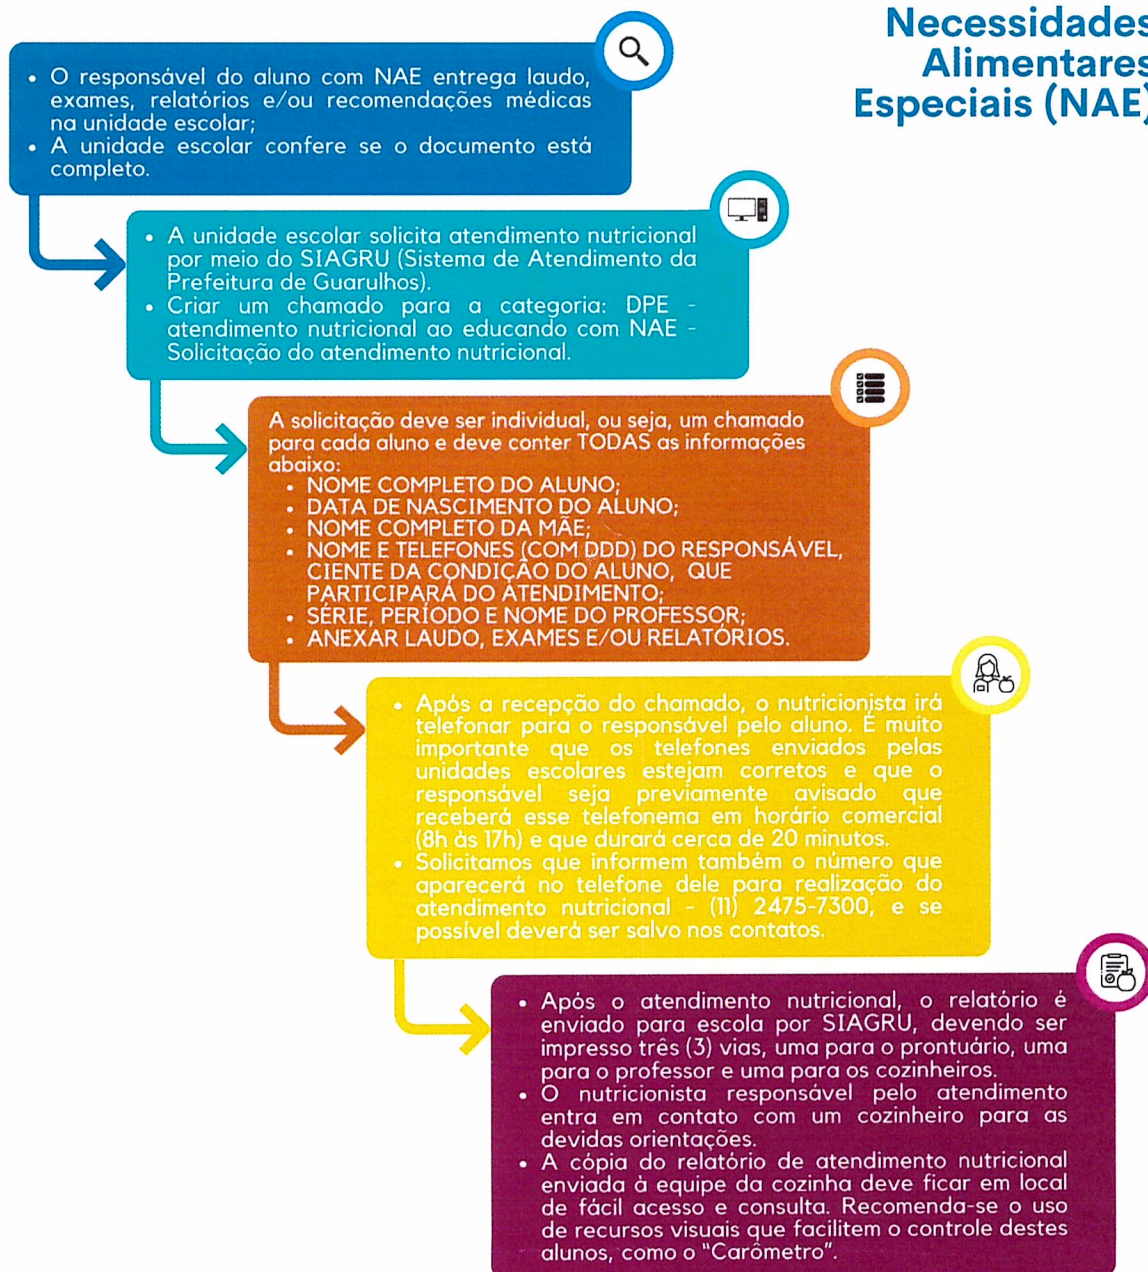 Necessidades
Alimentares
Especiais (NAE)
• O responsável do aluno com NAE entrega laudo,
exames, relatórios e/ou recomendações médicas
na unidade escolar;
• A unidade escolar confere se o documento está
completo.
• A unidade escolar solicita atendimento nutricional
por meio do SIAGRU (Sistema de Atendimento da
Prefeitura de Guarulhos).
• Criar um chamado para a categoria: DPE -
atendimento nutricional ao educando com NAE -
Solicitação do atendimento nutricional.
A solicitação deve ser individual, ou seja, um chamado
para cada aluno e deve conter TODAS as informações
abaixo:
• NOME COMPLETO DO ALUNO;
• DATA DE NASCIMENTO DO ALUNO;
• NOME COMPLETO DA MÃE;
• NOME E TELEFONES (COM DDD) DO RESPONSÁVEL,
CIENTE DA CONDIÇÃO DO ALUNO, QUE
PARTICIPARÁ DO ATENDIMENTO;
• SÉRIE, PERÍODO E NOME DO PROFESSOR;
• ANEXAR LAUDO, EXAMES E/OU RELATÓRIOS.
• Após a recepção do chamado, o nutricionista irá
telefonar para o responsável pelo aluno. É muito
importante que os telefones enviados pelas
unidades escolares estejam corretos e que o
responsável seja previamente avisado que
receberá esse telefonema em horário comercial
(8h às 17h) e que durará cerca de 20 minutos.
• Solicitamos que informem também o número que
aparecerá no telefone dele para realização do
atendimento nutricional - (11) 2475-7300, e se
possível deverá ser salvo nos contatos.
• Após o atendimento nutricional, o relatório é
enviado para escola por SIAGRU, devendo ser
impresso três (3) vias, uma para o prontuário, uma
para o professor e uma para os cozinheiros.
• O nutricionista responsável pelo atendimento
entra em contato com um cozinheiro para as
devidas orientações.
• A cópia do relatório de atendimento nutricional
enviada à equipe da cozinha deve ficar em local
de fácil acesso e consulta. Recomenda-se o uso
de recursos visuais que facilitem o controle destes
alunos, como o "Carômetro".